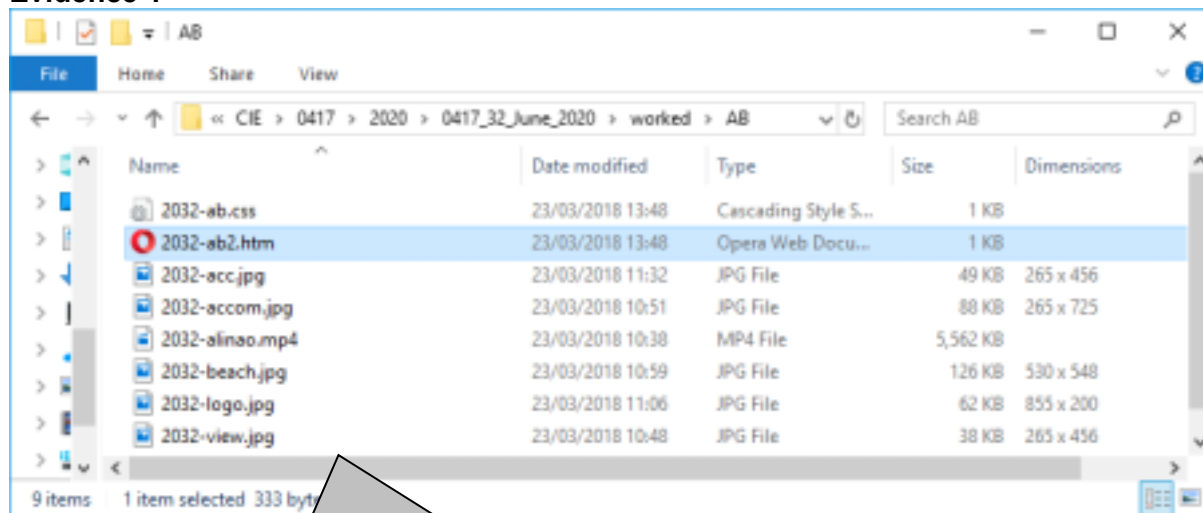 AB
File Home Share View
« CIE > 0417 > 2020 > 0417_32_June_2020 > worked > AB Search AB
Name Date modified Type Size Dimensions
2032-ab.css 23/03/2018 13:48 Cascading Style S... 1 KB
2032-ab2.htm 23/03/2018 13:48 Opera Web Docu... 1 KB
2032-acc.jpg 23/03/2018 11:32 JPG File 49 KB 265 x 456
2032-accom.jpg 23/03/2018 10:51 JPG File 88 KB 265 x 725
2032-alinao.mp4 23/03/2018 10:38 MP4 File 5,562 KB
2032-beach.jpg 23/03/2018 10:59 JPG File 126 KB 530 x 548
2032-logo.jpg 23/03/2018 11:06 JPG File 62 KB 855 x 200
2032-view.jpg 23/03/2018 10:48 JPG File 38 KB 265 x 456
9 items 1 item selected 333